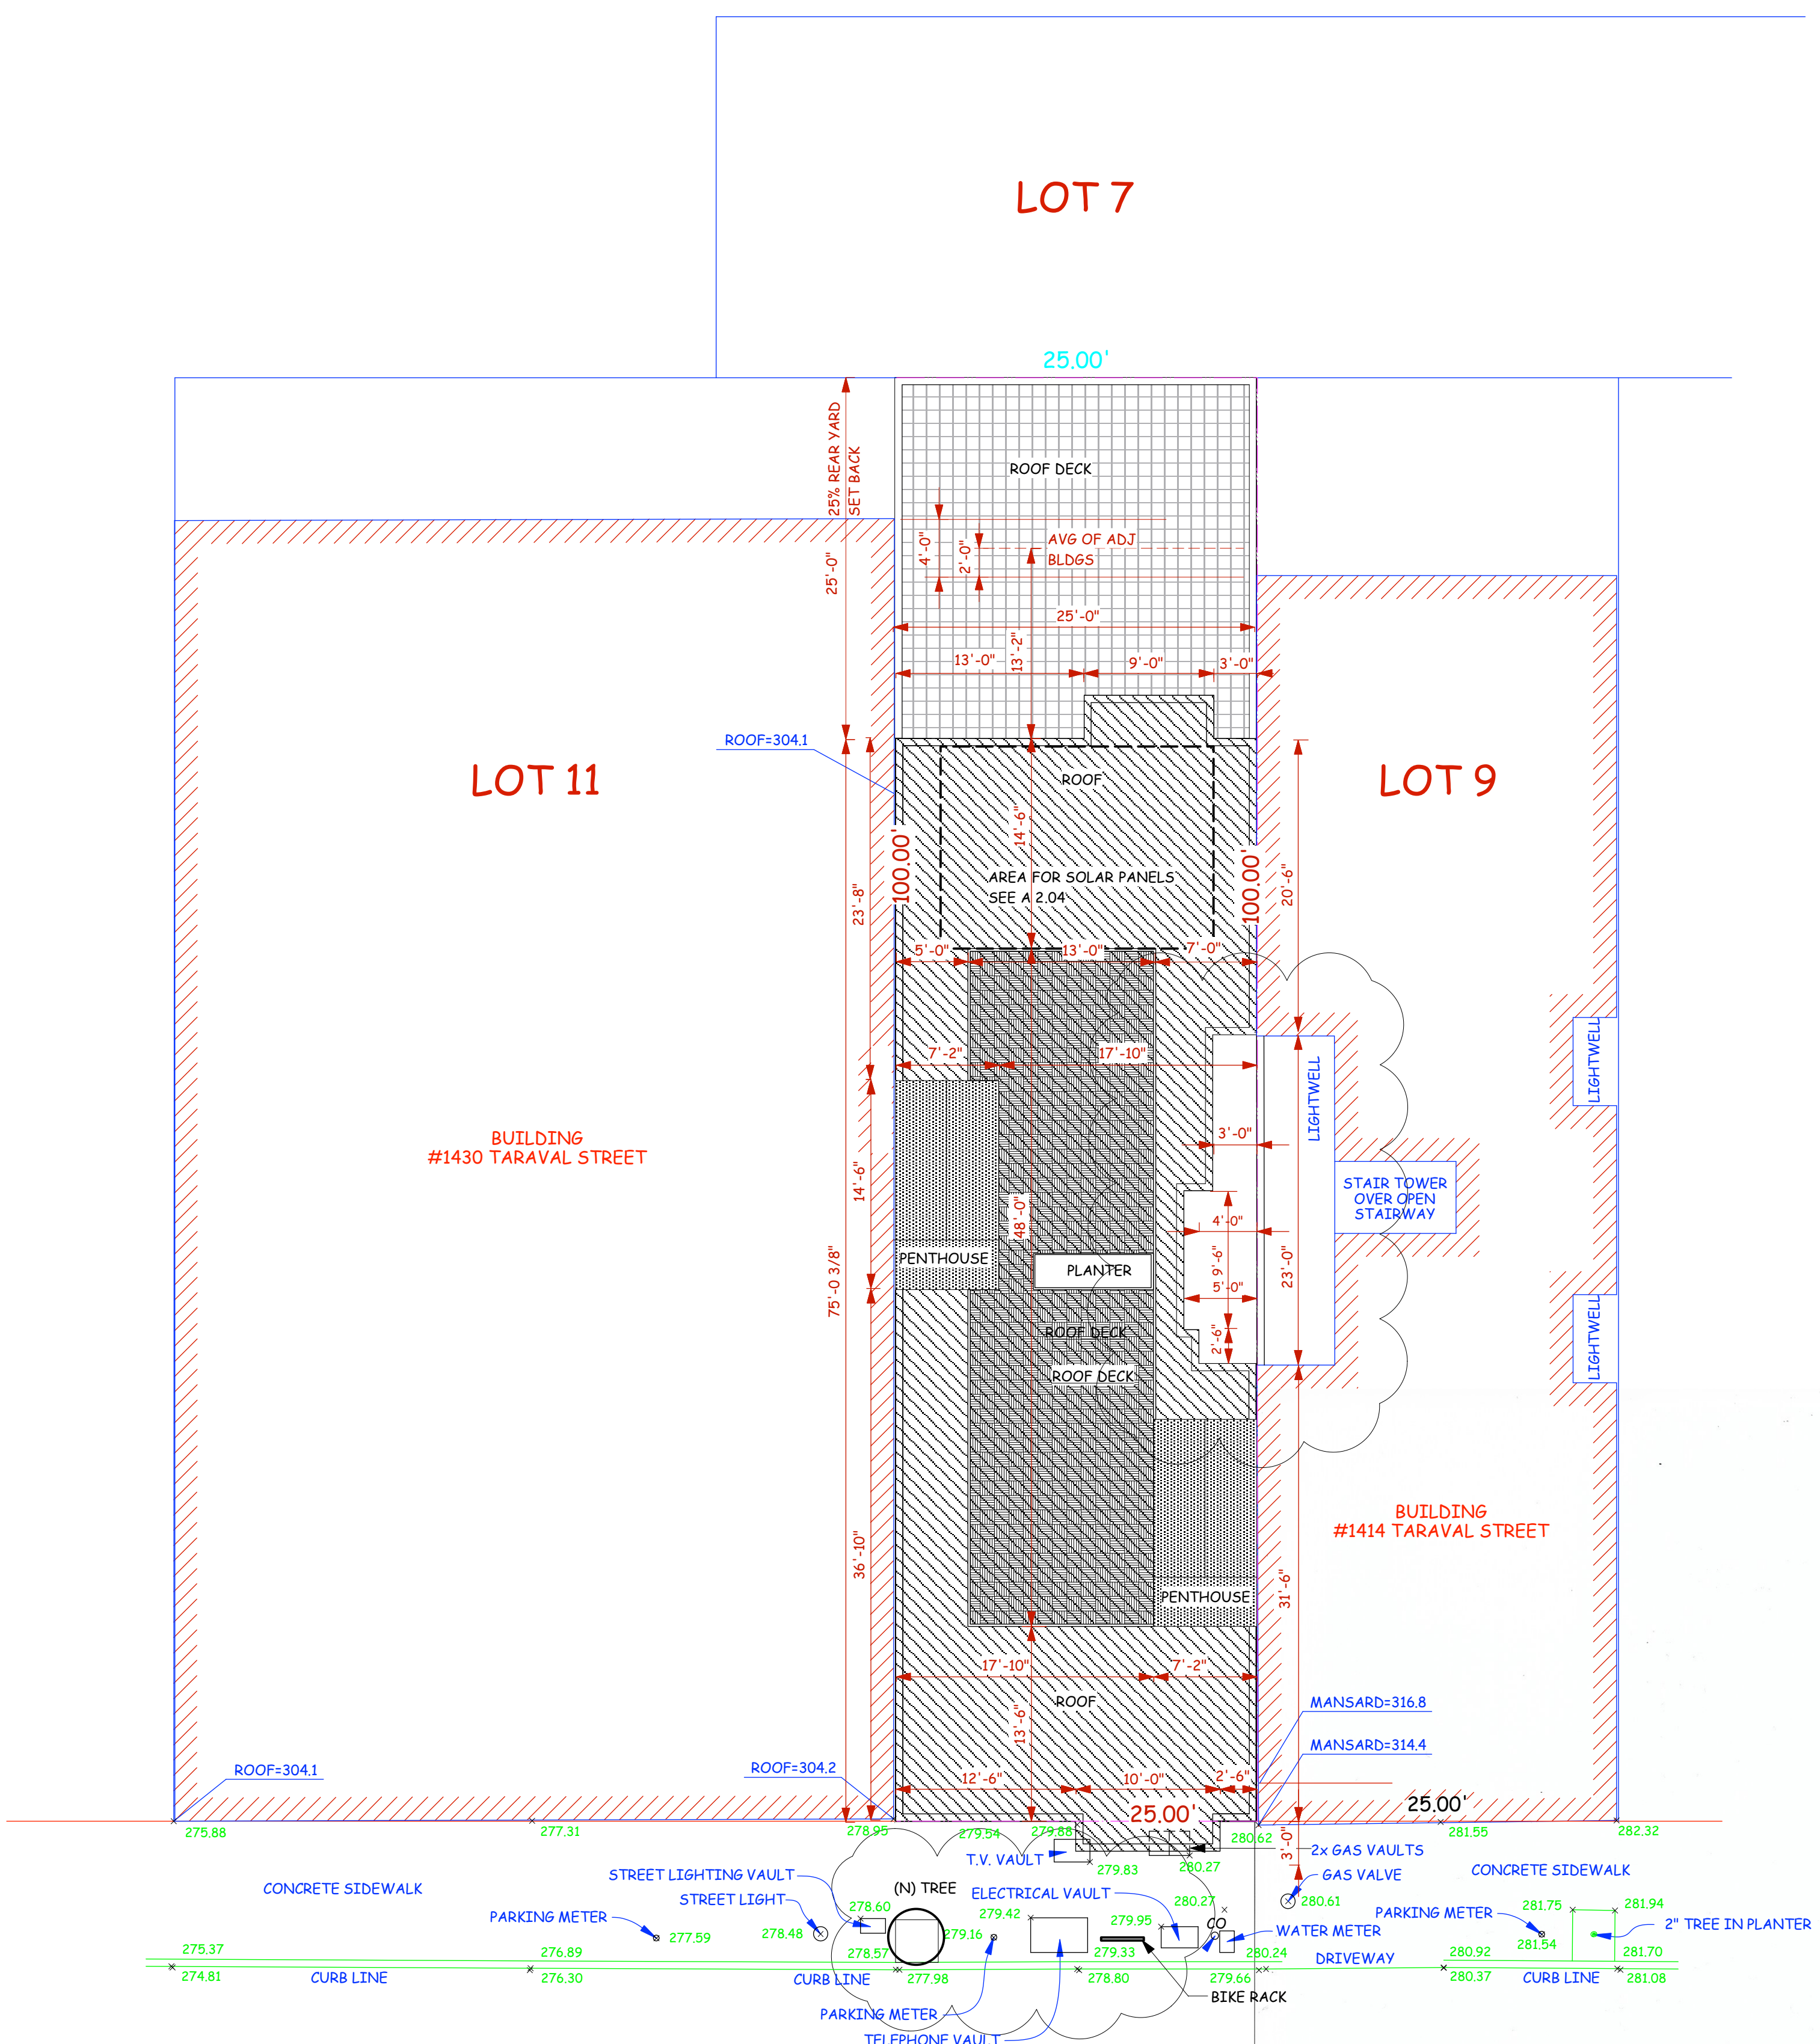 LOT 7
25.00'
25% REAR YARD
SET BACK
ROOF DECK
25'-0"
4'-0"
2'-0"
AVG OF ADJ
BLDGS
25'-0"
13'-2"
13'-0"
9'-0"
3'-0"
ROOF=304.1
LOT 11
ROOF
LOT 9
14'-6"
100.00'
100.00'
23'-8"
20'-6"
AREA FOR SOLAR PANELS
SEE A 2.04
5'-0"
13'-0"
7'-0"
7'-2"
17'-10"
LIGHTWELL
LIGHTWELL
BUILDING
#1430 TARAVAL STREET
3'-0"
14'-6"
48'-0"
STAIR TOWER
OVER OPEN
STAIRWAY
4'-0"
9'-6"
23'-0"
PENTHOUSE
PLANTER
75'-0 3/8"
5'-0"
ROOF DECK
2'-6"
LIGHTWELL
ROOF DECK
36'-10"
BUILDING
#1414 TARAVAL STREET
31'-6"
PENTHOUSE
17'-10"
7'-2"
ROOF
13'-6"
MANSARD=316.8
MANSARD=314.4
ROOF=304.1
ROOF=304.2
12'-6"
10'-0"
2'-6"
25.00'
25.00'
275.88
277.31
278.95
279.54
279.88
280.62
281.55
282.32
3'-0"
T.V. VAULT
279.83
280.27
2x GAS VAULTS
CONCRETE SIDEWALK
STREET LIGHTING VAULT
GAS VALVE
CONCRETE SIDEWALK
STREET LIGHT
(N) TREE
ELECTRICAL VAULT
280.27
280.61
278.60
279.42
279.95
CO
281.75
281.94
PARKING METER
277.59
278.48
279.16
WATER METER
PARKING METER
281.54
2" TREE IN PLANTER
275.37
276.89
278.57
279.33
280.24
DRIVEWAY
280.92
281.70
274.81
CURB LINE
276.30
CURB LINE
277.98
278.80
279.66
280.37
CURB LINE
281.08
BIKE RACK
PARKING METER
TELEPHONE VAULT